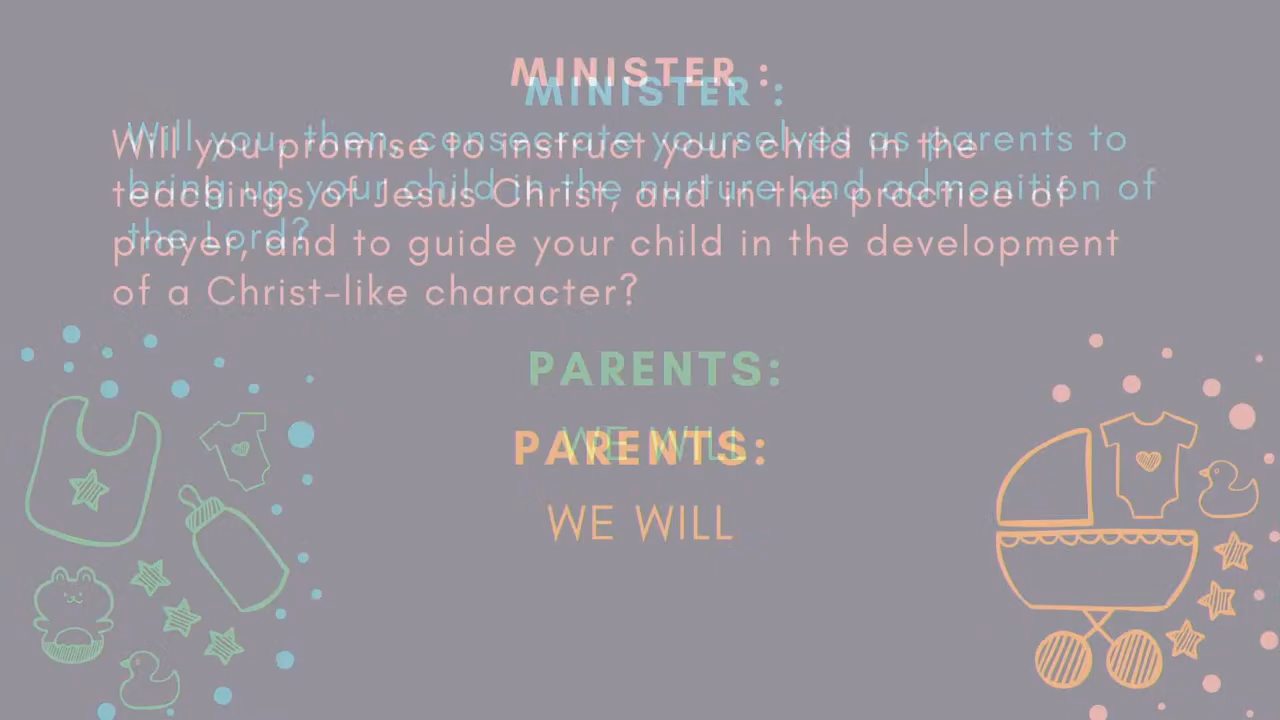 MINISTER :
Will you, then, consecrate yourselves as parents to
bring up your child in the nurture and admonition of
the Lord?
PARENTS:
WE WILL
MINISTER :
Will you promise to instruct your child in the
teachings of Jesus Christ, and in the practice of
prayer, and to guide your child in the development
of a Christ-like character?
PARENTS:
WE WILL